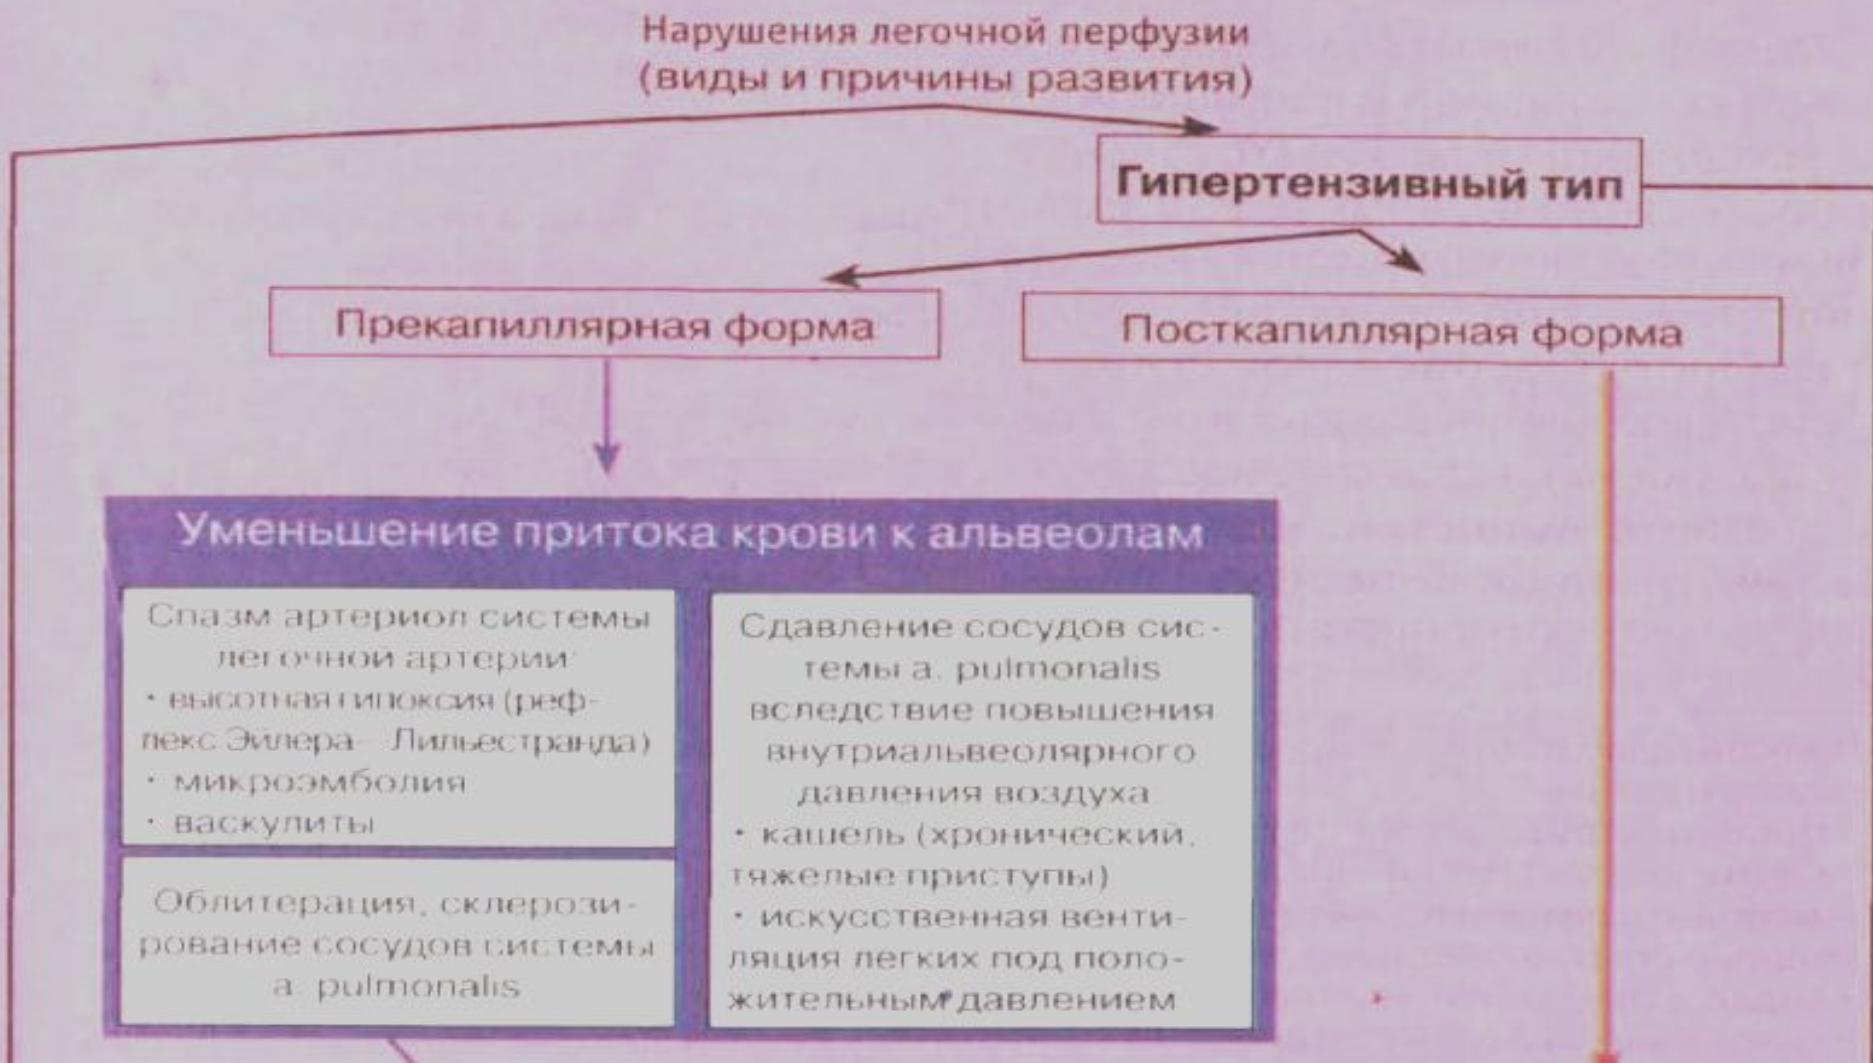 Нарушения легочной перфузии
(виды и причины развития)
Гипертензивный тип
Прекапиллярная форма
Посткапиллярная форма
Уменьшение притока крови к альвеолам
Спазм артериол системы
легочной артерии:
· высотная гипоксия (реф-
лекс Эйлера – Лильестранда)
· микроэмболия
· васкулиты
Облитерация, склерози-
рование сосудов системы
a. pulmonalis
Сдавление сосудов сис-
темы a. pulmonalis
вследствие повышения
внутриальвеолярного
давления воздуха
· кашель (хронический,
тяжелые приступы)
· искусственная венти-
ляция легких под поло-
жительным давлением